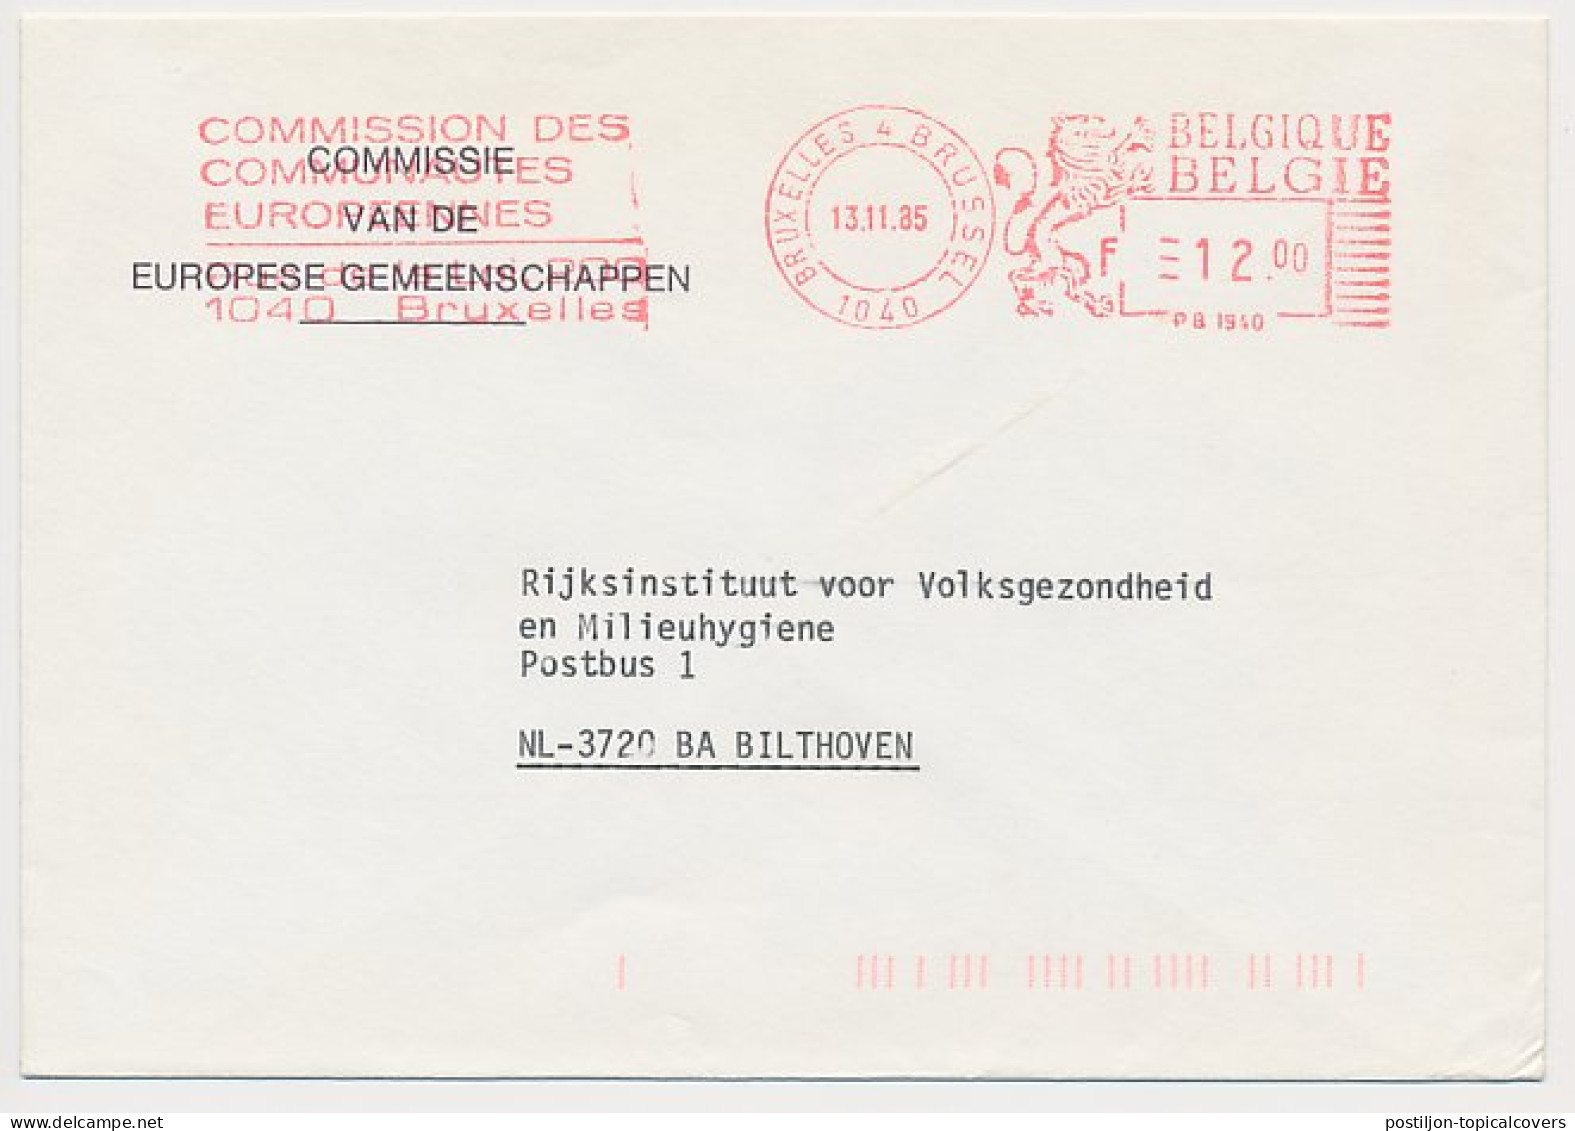 COMMISSION DES
COMMUNAUTES
EUROPEENNES
1040 Bruxelles
COMMISSIE
VAN DE
EUROPESE GEMEENSCHAPPEN
BRUXELLES 4 BRUSSEL
13.11.85
1040
BELGIQUE
BELGIE
F 12.00
PB 1940
Rijksinstituut voor Volksgezondheid
en Milieuhygiene
Postbus 1
NL-3720 BA BILTHOVEN
delcampe.net
postiljon-topicalcovers